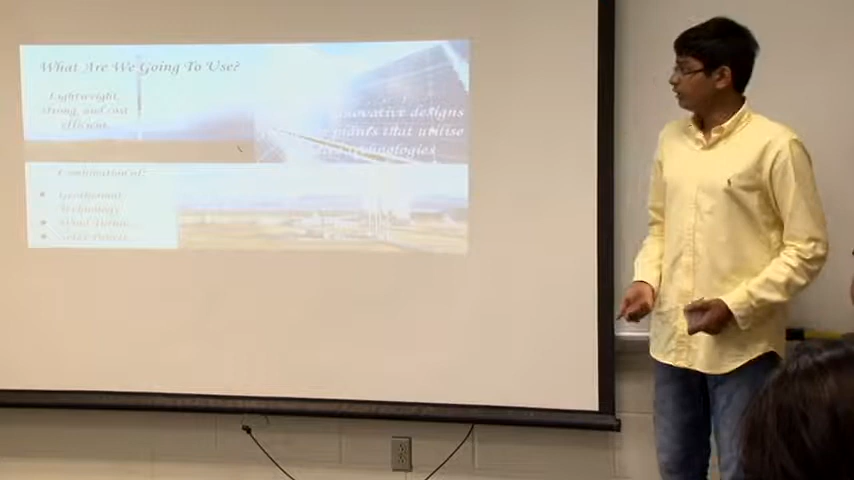 What Are We Going To Use?
Lightweight,
strong, and cost
efficient.
innovative designs
plants that utilise
technologies
Combination of:
Geothermal
Technology
Wind Turbine
Solar Panels